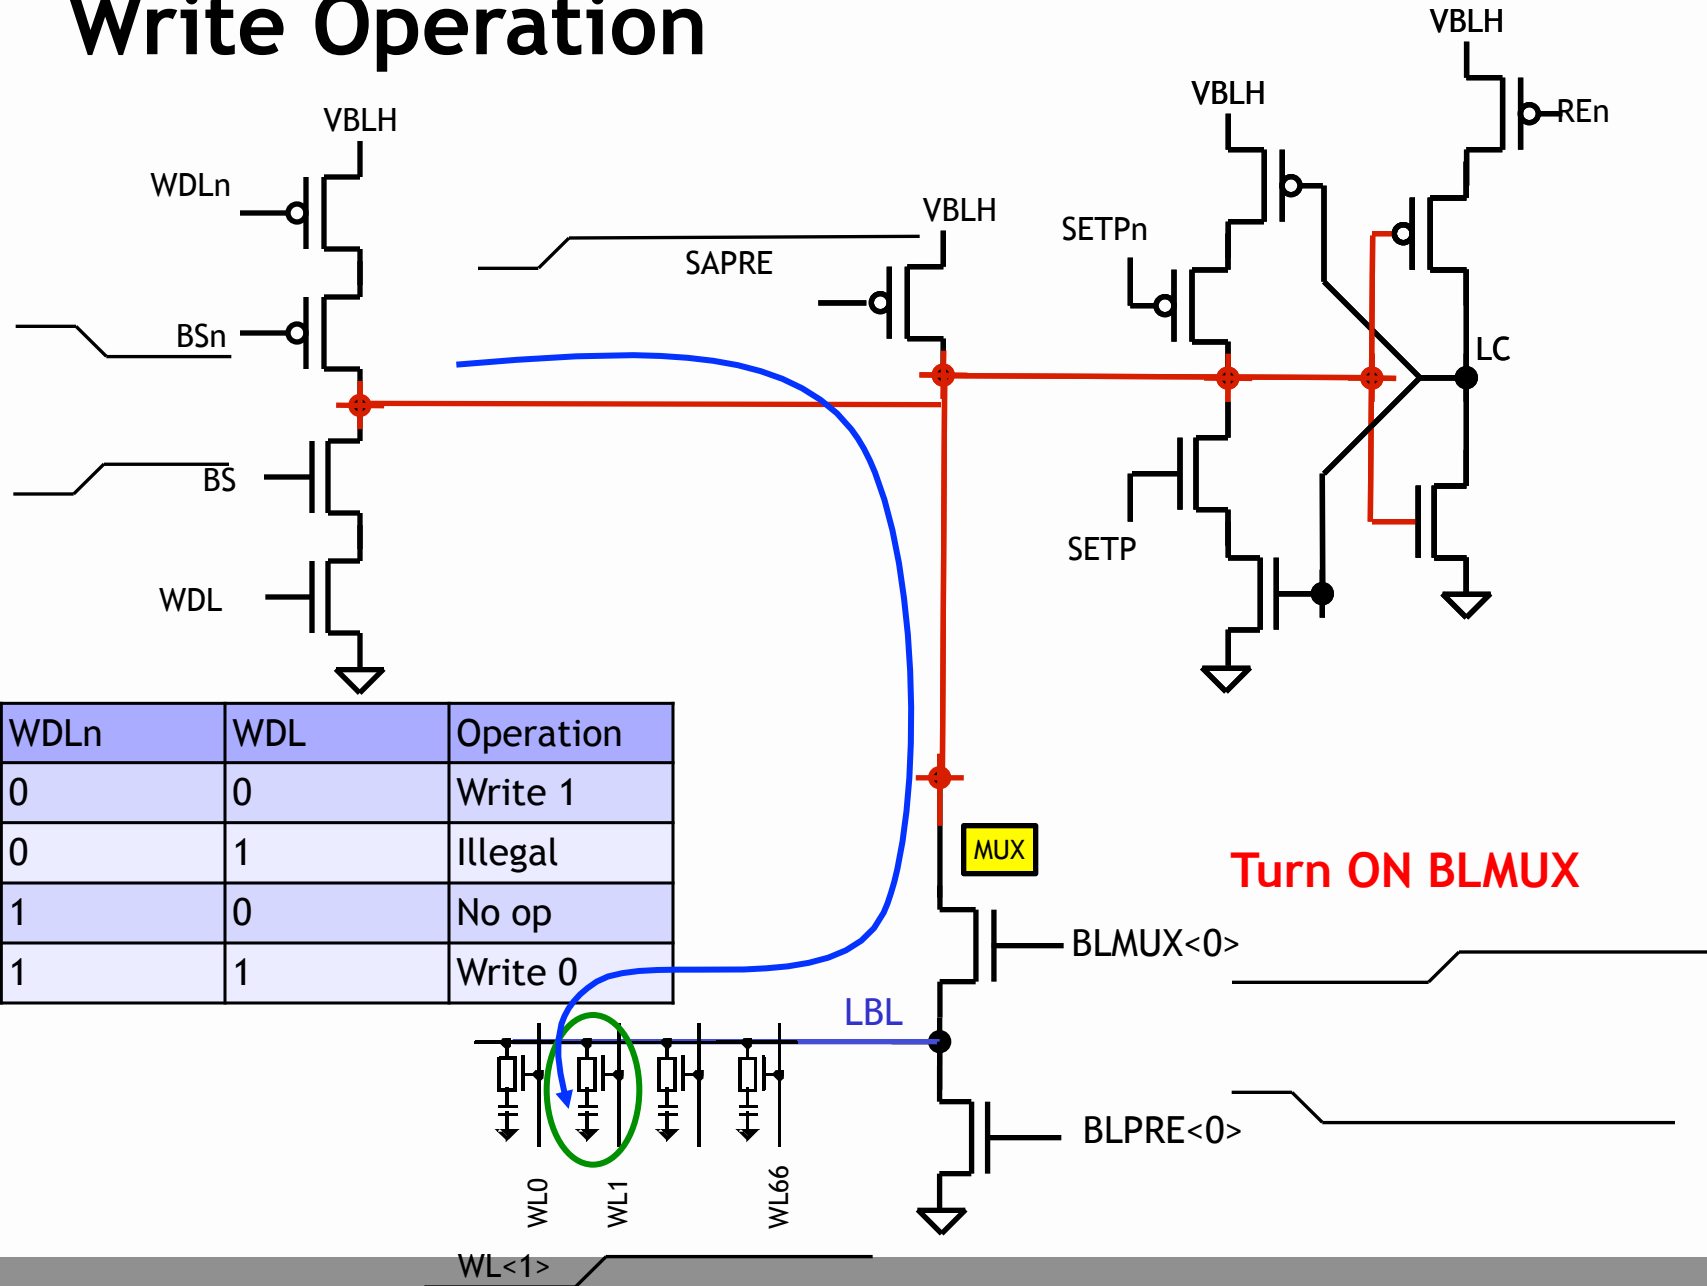 Write Operation
VBLH
VBLH
VBLH
VBLH
REn
WDLn
SETPn
SAPRE
BSn
LC
BS
SETP
WDL
WDLn WDL Operation
0 0 Write 1
0 1 Illegal
1 0 No op
1 1 Write 0
MUX
Turn ON BLMUX
BLMUX<0>
LBL
BLPRE<0>
WL0
WL1
WL66
WL<1>